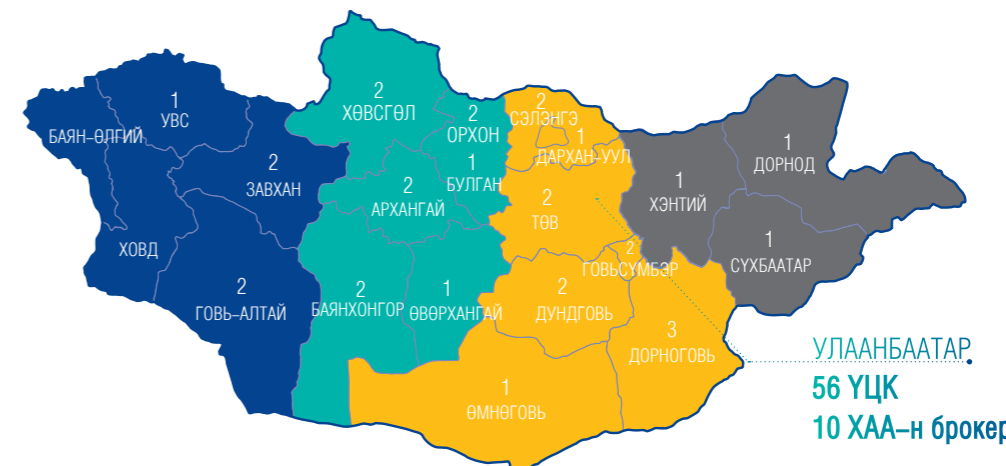 1
УВС
БАЯН–ӨЛГИЙ
2
ЗАВХАН
ХОВД
2
ГОВЬ–АЛТАЙ
2
ХӨВСГӨЛ
2
ОРХОН
1
БУЛГАН
2
АРХАНГАЙ
2
БАЯНХОНГОР
1
ӨВӨРХАНГАЙ
2
СЭЛЭНГЭ
1
ДАРХАН–УУЛ
2
ТӨВ
2
ГОВЬСҮМБЭР
2
ДУНДГОВЬ
3
ДОРНОГОВЬ
1
ӨМНӨГОВЬ
1
ХЭНТИЙ
1
ДОРНОД
1
СҮХБААТАР
УЛААНБААТАР
56 ҮЦК
10 ХАА–н брокер